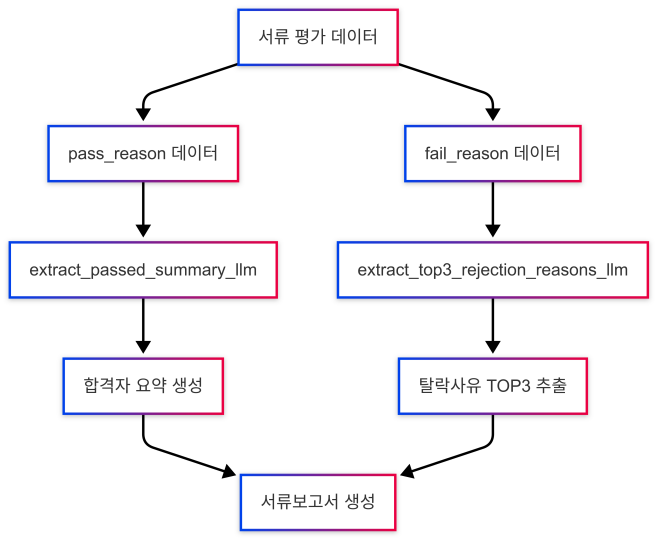 서류 평가 데이터
pass_reason 데이터
fail_reason 데이터
extract_passed_summary_llm
extract_top3_rejection_reasons_llm
합격자 요약 생성
탈락사유 TOP3 추출
서류보고서 생성